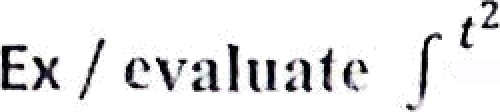 Ex / evaluate ∫ t²